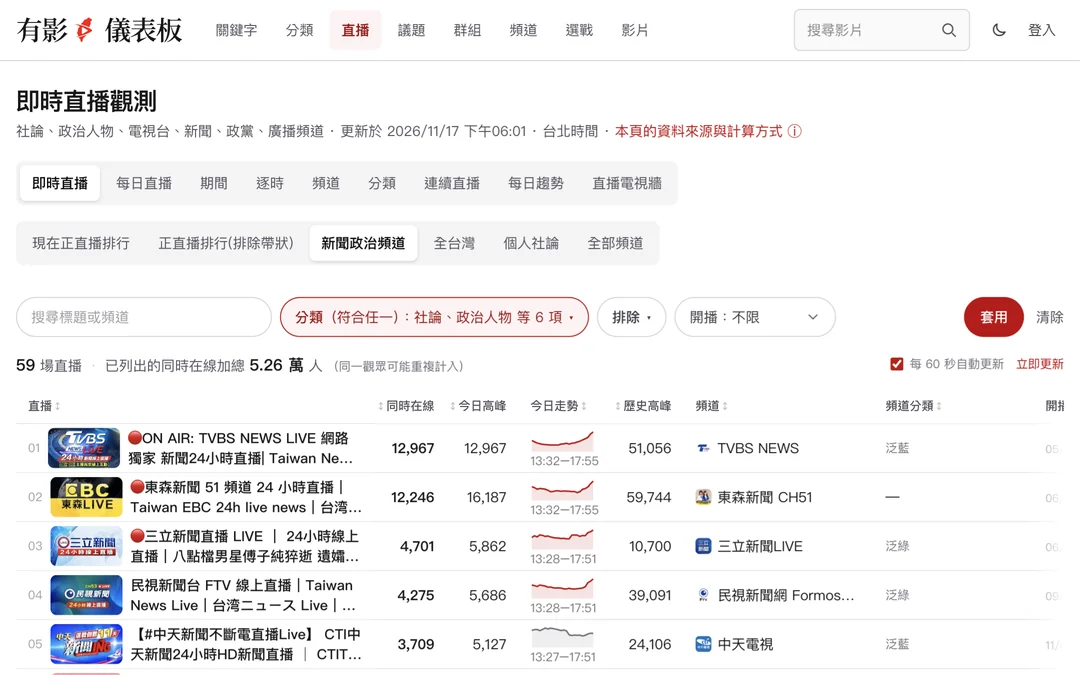 有影 儀表板
關鍵字 分類 直播 議題 群組 頻道 選戰 影片 搜尋影片 登入
即時直播觀測
社論、政治人物、電視台、新聞、政黨、廣播頻道 · 更新於 2026/11/17 下午06:01 · 台北時間 · 本頁的資料來源與計算方式 ⓘ
即時直播 每日直播 期間 逐時 頻道 分類 連續直播 每日趨勢 直播電視牆
現在正直播排行 正直播排行(排除帶狀) 新聞政治頻道 全台灣 個人社論 全部頻道
搜尋標題或頻道 分類（符合任一）：社論、政治人物 等 6 項 ▾ 排除 ▾ 開播：不限 套用 清除
59 場直播 · 已列出的同時在線加總 5.26 萬 人 （同一觀眾可能重複計入） 每 60 秒自動更新 立即更新
直播↕ ↕同時在線 ↕今日高峰 今日走勢↕ ↕歷史高峰 頻道↕ 頻道分類↕ 開播
01 🔴ON AIR: TVBS NEWS LIVE 網路
獨家 新聞24小時直播| Taiwan Ne… 12,967 12,967 13:32—17:55 51,056 TVBS NEWS 泛藍 05
02 🔴東森新聞 51 頻道 24 小時直播｜
Taiwan EBC 24h live news｜台湾… 12,246 16,187 13:32—17:55 59,744 東森新聞 CH51 — 06
03 🔴三立新聞直播 LIVE ｜ 24小時線上
直播｜八點檔男星傅子純猝逝 遺孀… 4,701 5,862 13:28—17:51 10,700 三立新聞LIVE 泛綠 06
04 民視新聞台 FTV 線上直播｜Taiwan
News Live｜台湾ニュース Live｜… 4,275 5,686 13:28—17:51 39,091 民視新聞網 Formos… 泛綠 09
05 【#中天新聞不斷電直播Live】 CTI中
天新聞24小時HD新聞直播 ｜ CTIT… 3,709 5,127 13:27—17:51 24,106 中天電視 泛藍 11/